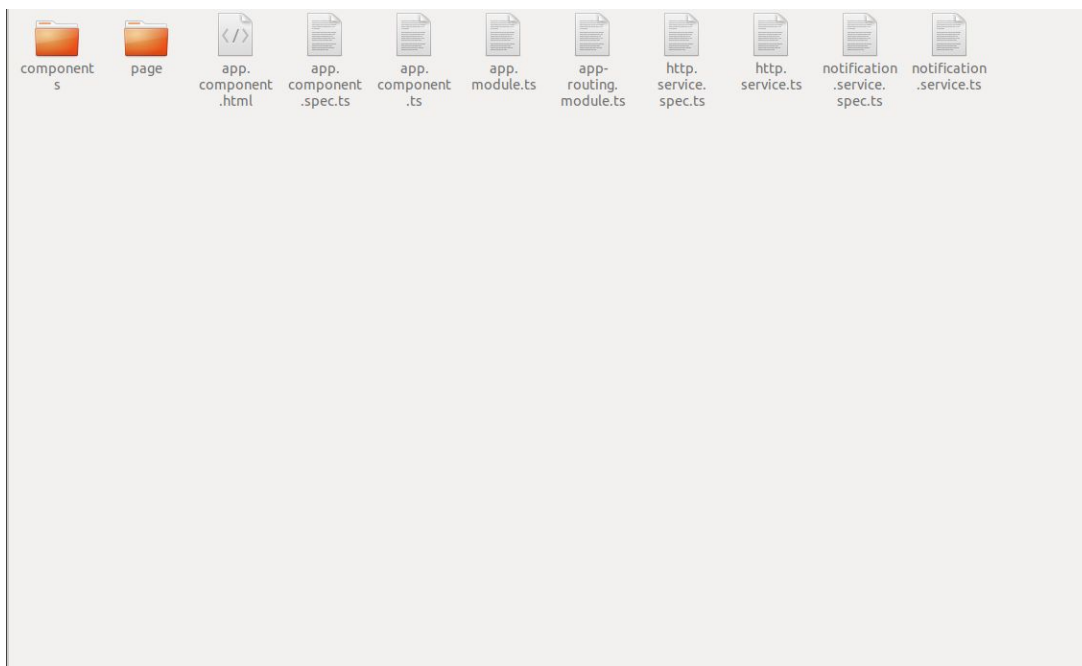 components
page
app.
component
.html
app.
component
.spec.ts
app.
component
.ts
app.
module.ts
app-
routing.
module.ts
http.
service.
spec.ts
http.
service.ts
notification
.service.
spec.ts
notification
.service.ts